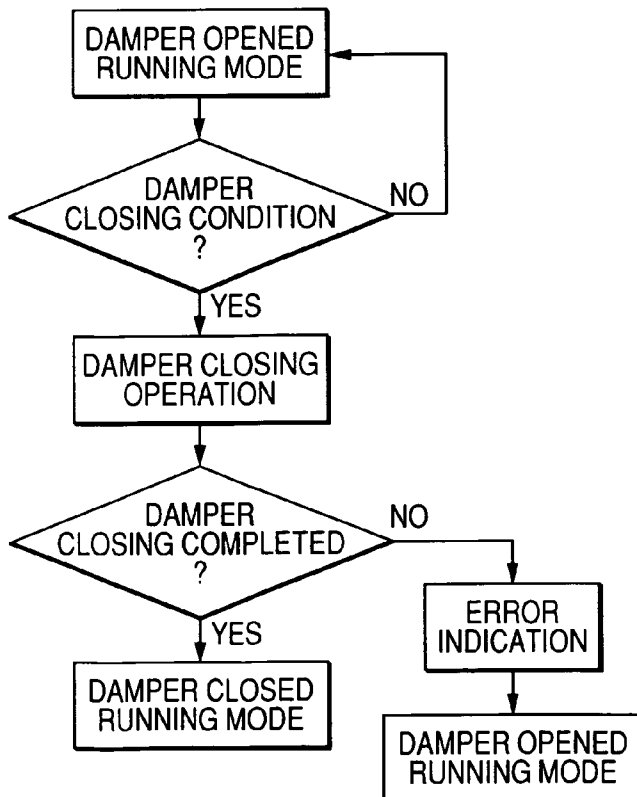 DAMPER OPENED
RUNNING MODE
DAMPER
CLOSING CONDITION
?
NO
YES
DAMPER CLOSING
OPERATION
DAMPER
CLOSING COMPLETED
?
NO
YES
ERROR
INDICATION
DAMPER CLOSED
RUNNING MODE
DAMPER OPENED
RUNNING MODE